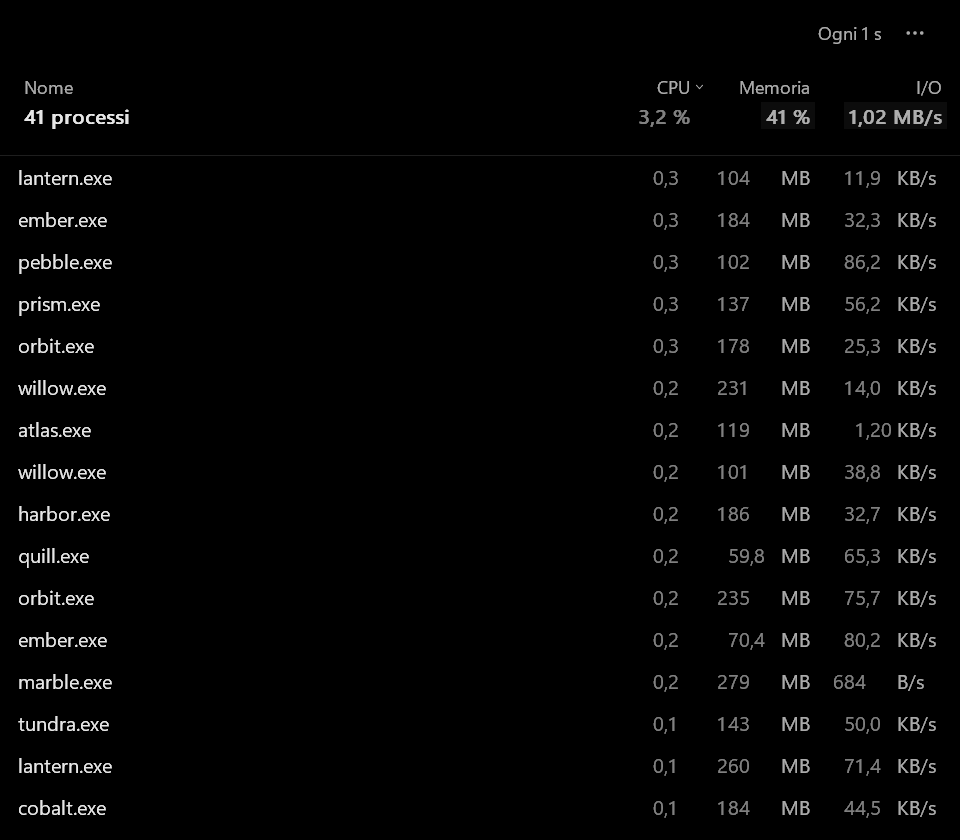 Ogni 1 s ···
Nome CPU Memoria I/O
41 processi 3,2 % 41 % 1,02 MB/s
lantern.exe 0,3 104 MB 11,9 KB/s
ember.exe 0,3 184 MB 32,3 KB/s
pebble.exe 0,3 102 MB 86,2 KB/s
prism.exe 0,3 137 MB 56,2 KB/s
orbit.exe 0,3 178 MB 25,3 KB/s
willow.exe 0,2 231 MB 14,0 KB/s
atlas.exe 0,2 119 MB 1,20 KB/s
willow.exe 0,2 101 MB 38,8 KB/s
harbor.exe 0,2 186 MB 32,7 KB/s
quill.exe 0,2 59,8 MB 65,3 KB/s
orbit.exe 0,2 235 MB 75,7 KB/s
ember.exe 0,2 70,4 MB 80,2 KB/s
marble.exe 0,2 279 MB 684 B/s
tundra.exe 0,1 143 MB 50,0 KB/s
lantern.exe 0,1 260 MB 71,4 KB/s
cobalt.exe 0,1 184 MB 44,5 KB/s